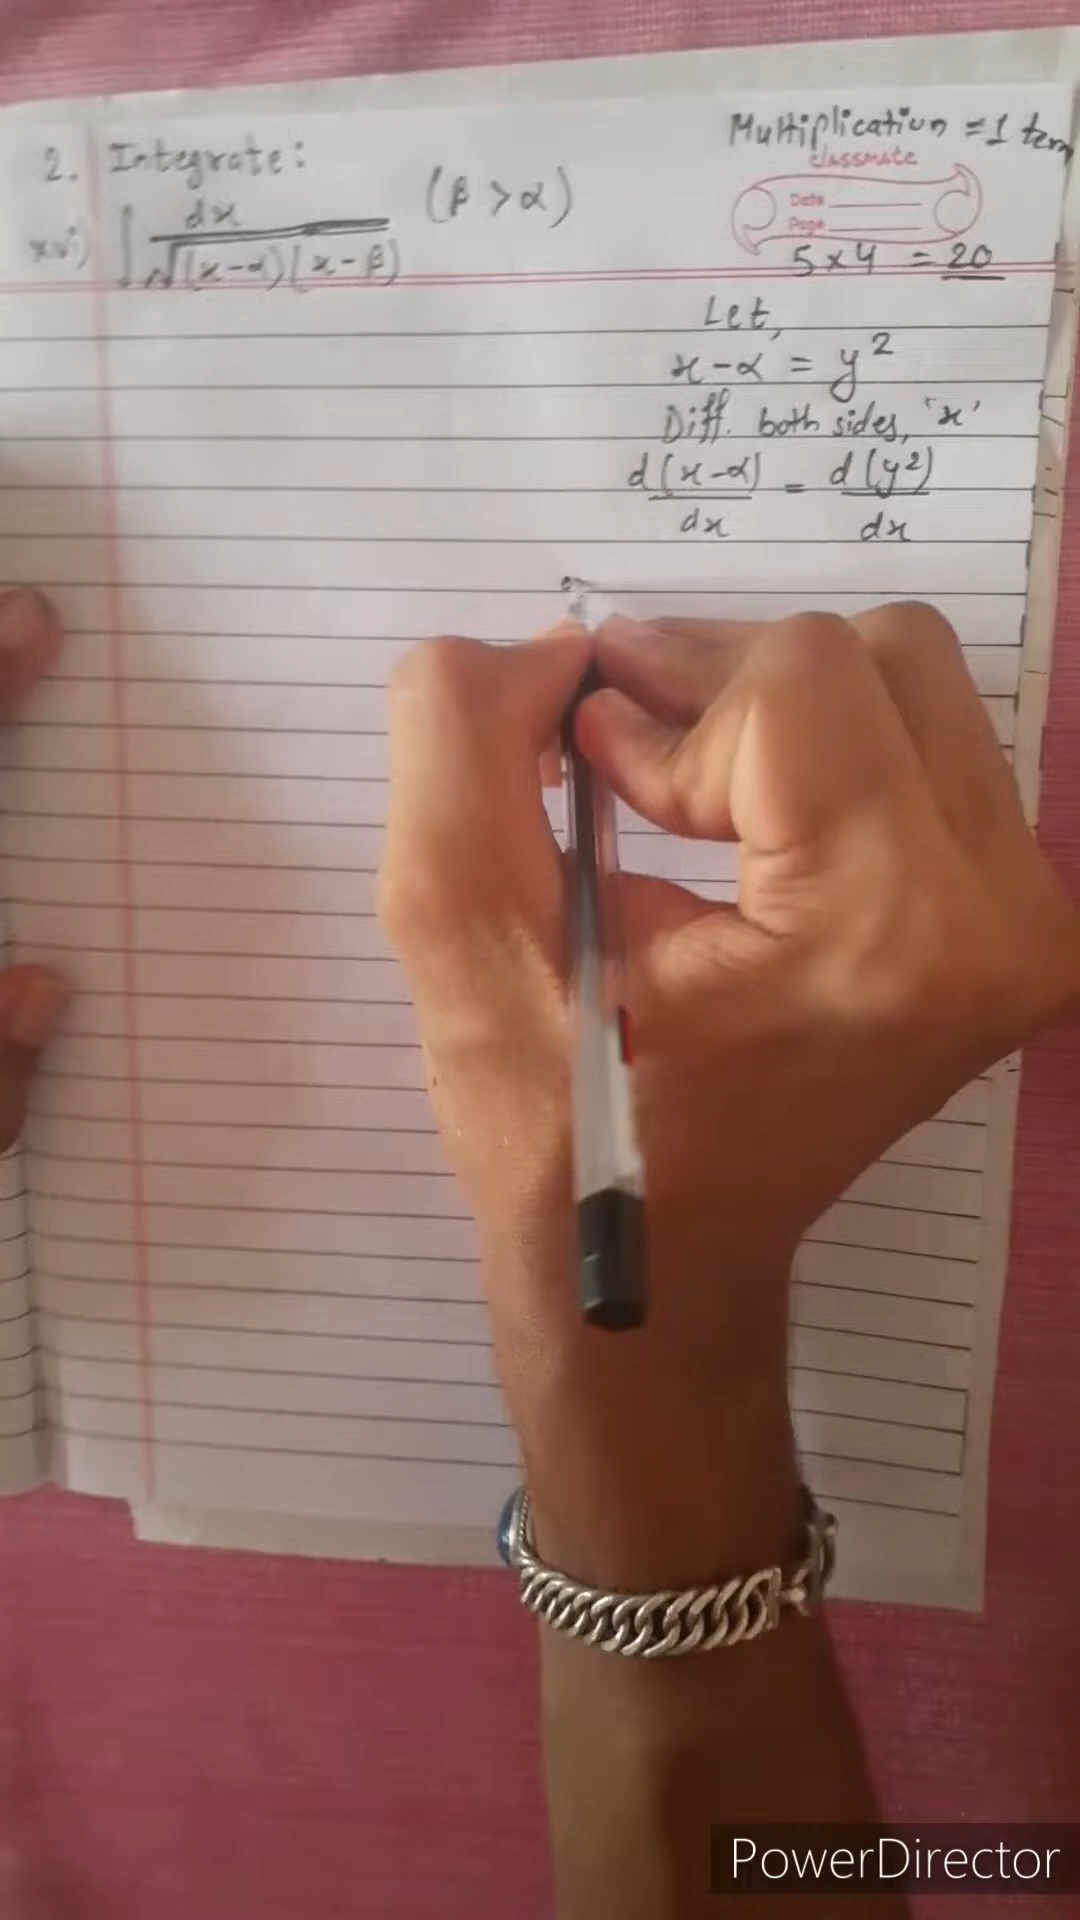 Multiplication = 1 term
2. Integrate:
classmate
xvi) ∫ dx / √(x-α)(x-β) (β > α)
Date
Page
5 x 4 = 20
Let,
x - α = y²
Diff. both sides, 'x'
d(x-α)/dx = d(y²)/dx
PowerDirector